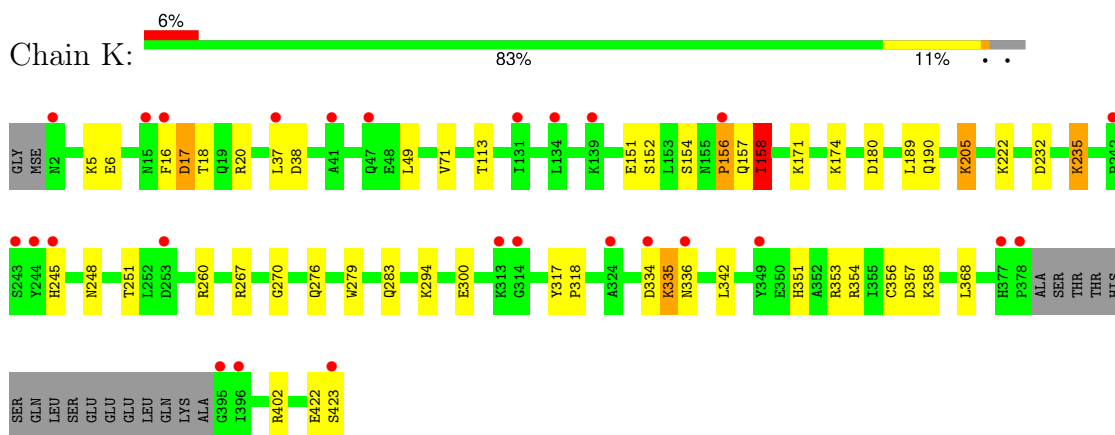 6%
Chain K:
83% 11% • •
GLY MSE N2 K5 E6 N15 F16 D17 T18 Q19 R20 L37 D38 A41 Q47 E48 L49 V71 T113 I131 L134 K139 E151 S152 L153 S154 N155 P156 Q157 I158 K171 K174 D180 L189 Q190 K205 K222 D232 K235
S243 Y244 H245 N248 T251 L252 D253 R260 R267 G270 Q276 W279 Q283 K294 E300 K313 G314 Y317 P318 A324 D334 K335 N336 L342 Y349 E350 H351 A352 R353 R354 I355 C356 D357 K358 L368 H377 P378 ALA SER THR THR HIS
SER GLN LEU SER GLU GLU GLU LEU GLN LYS ALA G395 I396 R402 E422 S423